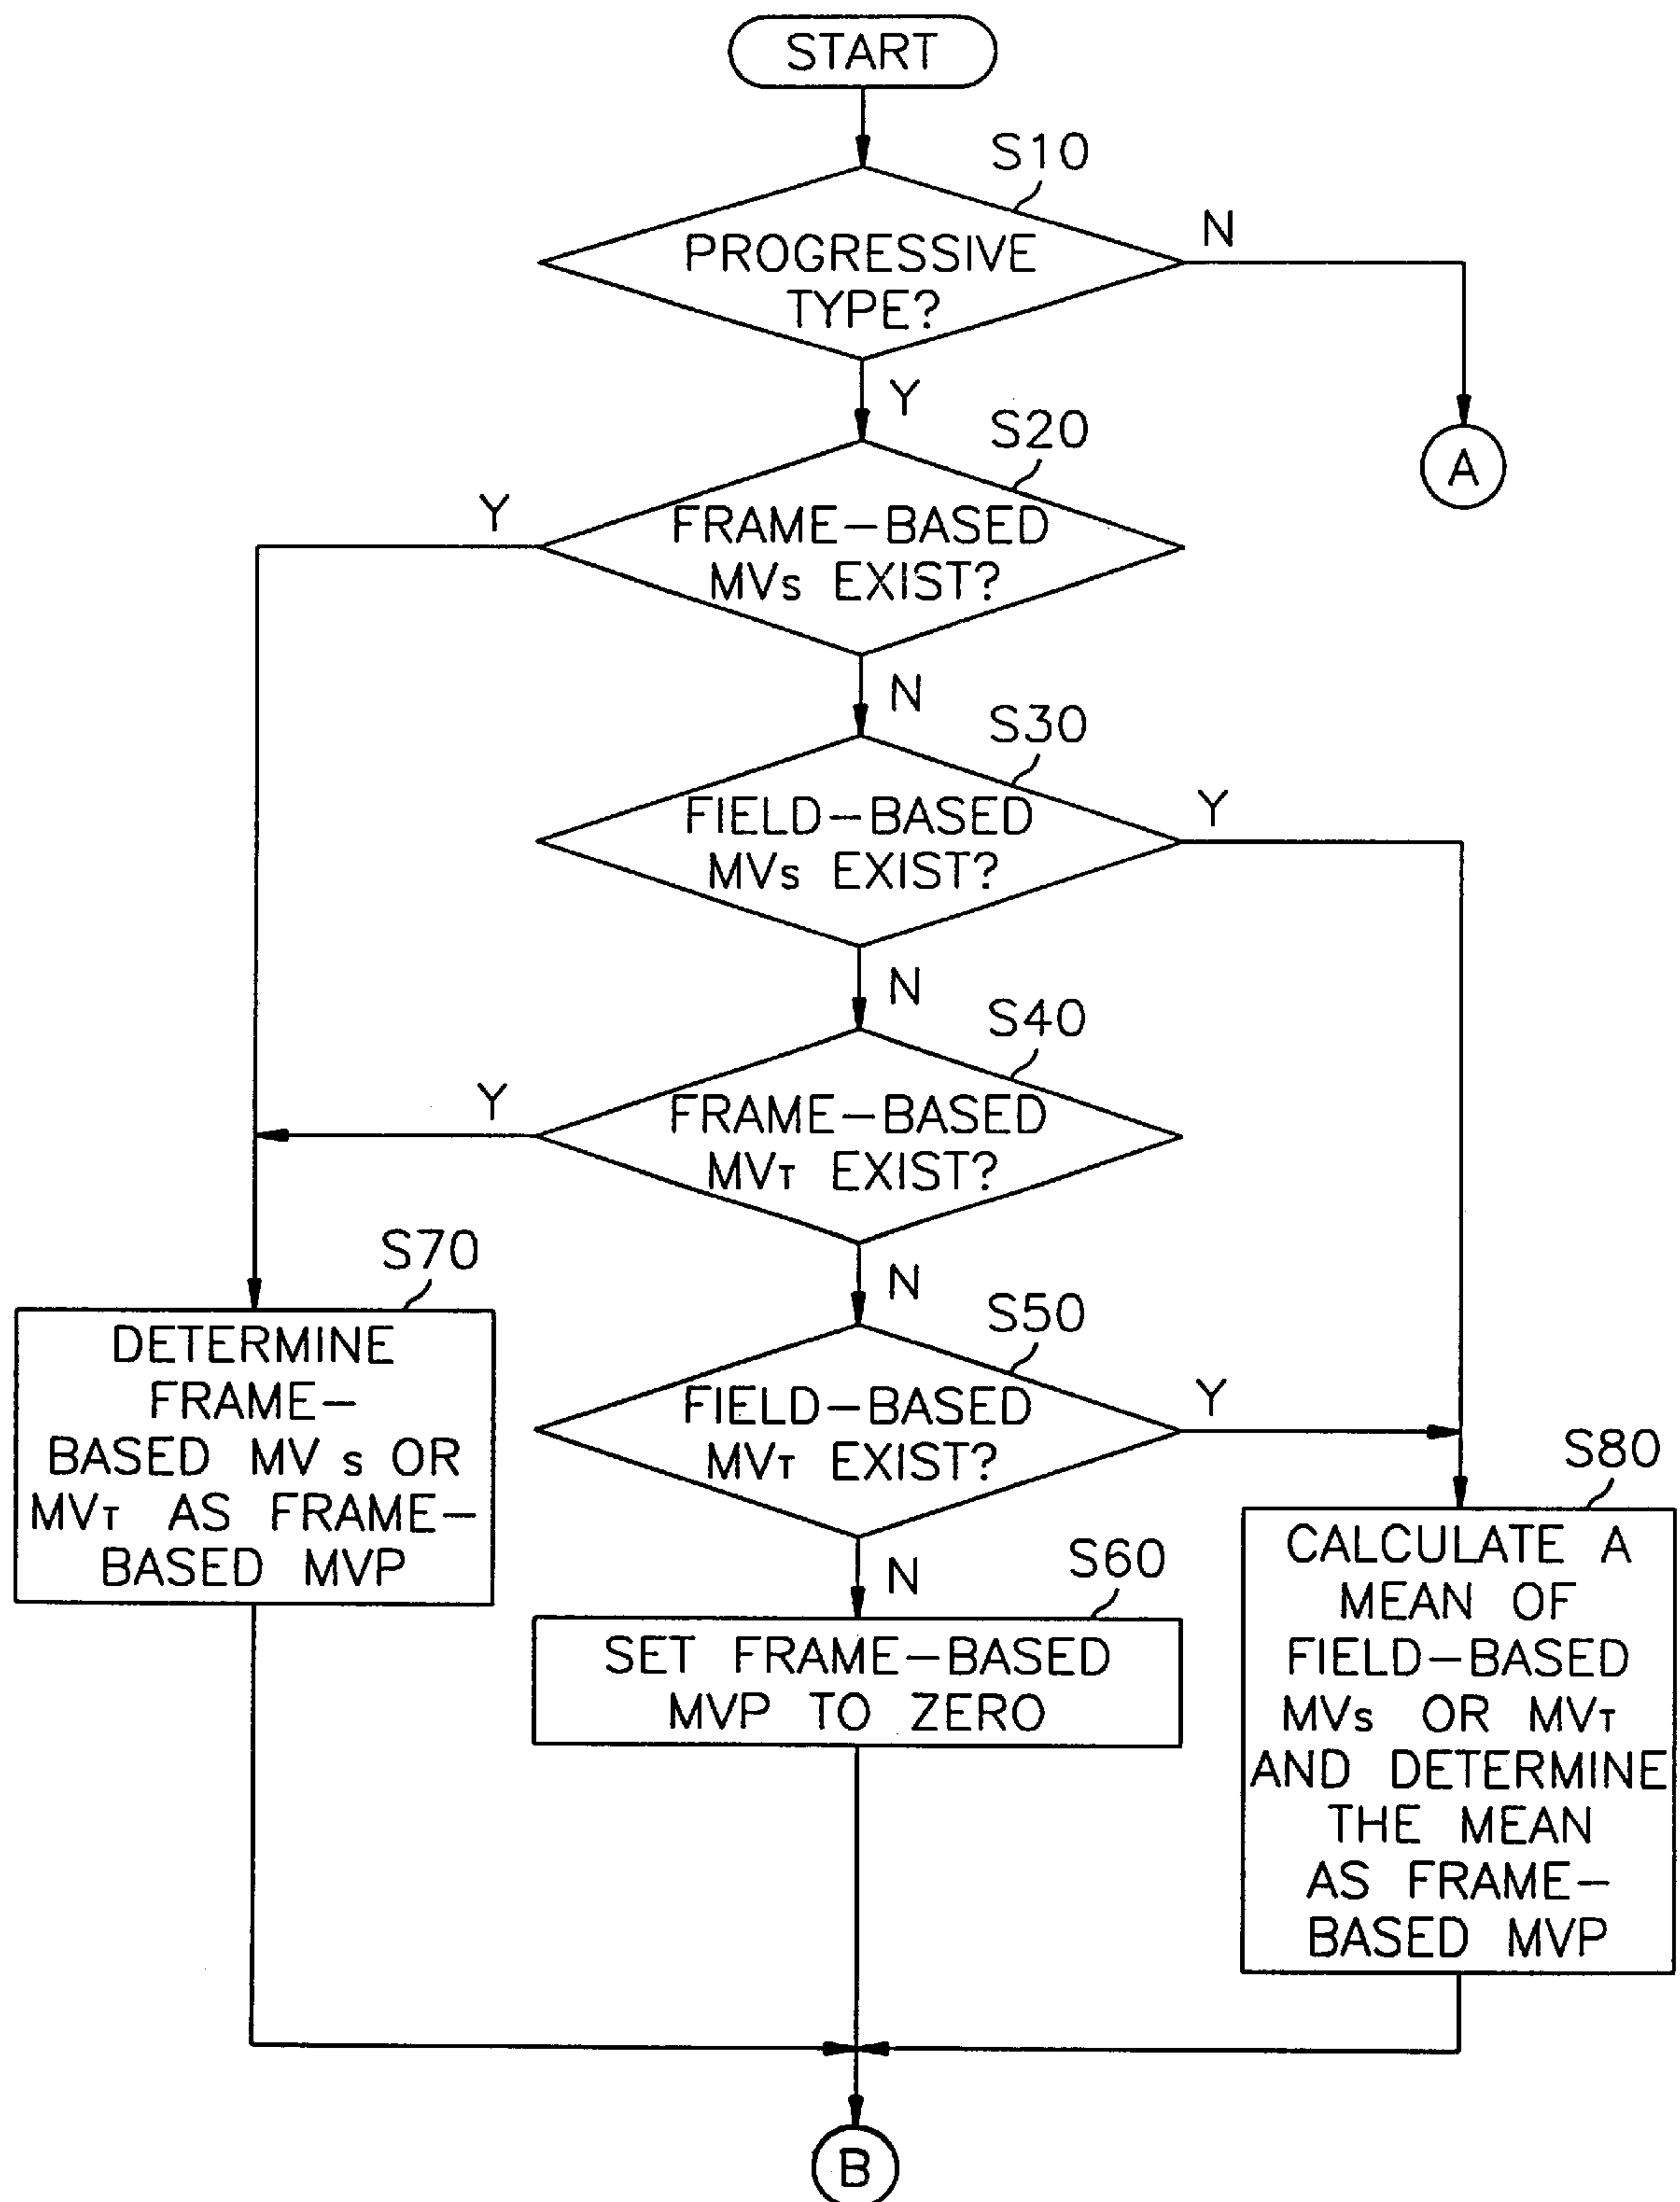 START
S10
PROGRESSIVE
TYPE?
N
Y
A
S20
Y
FRAME-BASED
MVs EXIST?
N
S30
FIELD-BASED
MVs EXIST?
Y
N
S40
Y
FRAME-BASED
MVT EXIST?
N
S70
DETERMINE
FRAME-
BASED MV s OR
MVT AS FRAME-
BASED MVP
S50
FIELD-BASED
MVT EXIST?
Y
N
S60
SET FRAME-BASED
MVP TO ZERO
S80
CALCULATE A
MEAN OF
FIELD-BASED
MVs OR MVT
AND DETERMINE
THE MEAN
AS FRAME-
BASED MVP
B